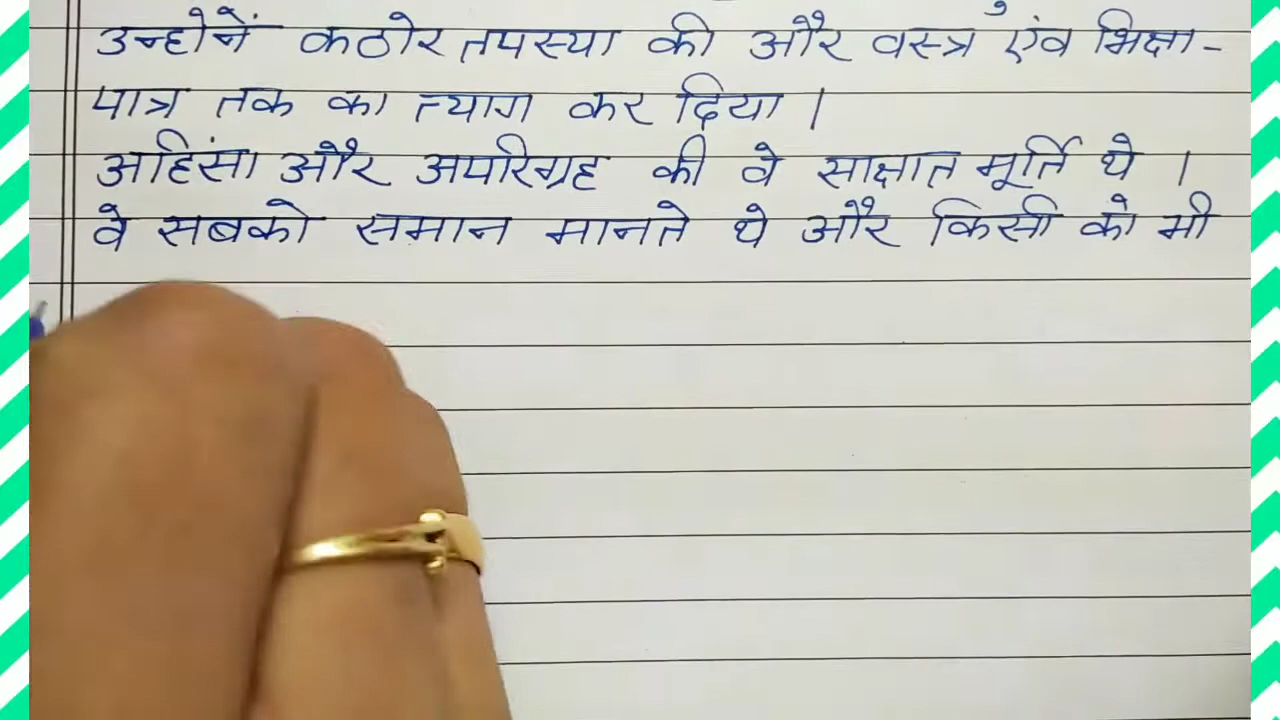 उन्होनें कठोर तपस्या की और वस्त्र एंव भिक्षा-
पात्र तक का त्याग कर दिया।
अहिंसा और अपरिग्रह की वे साक्षात मूर्ति थे।
वे सबको समान मानते थे और किसी को भी